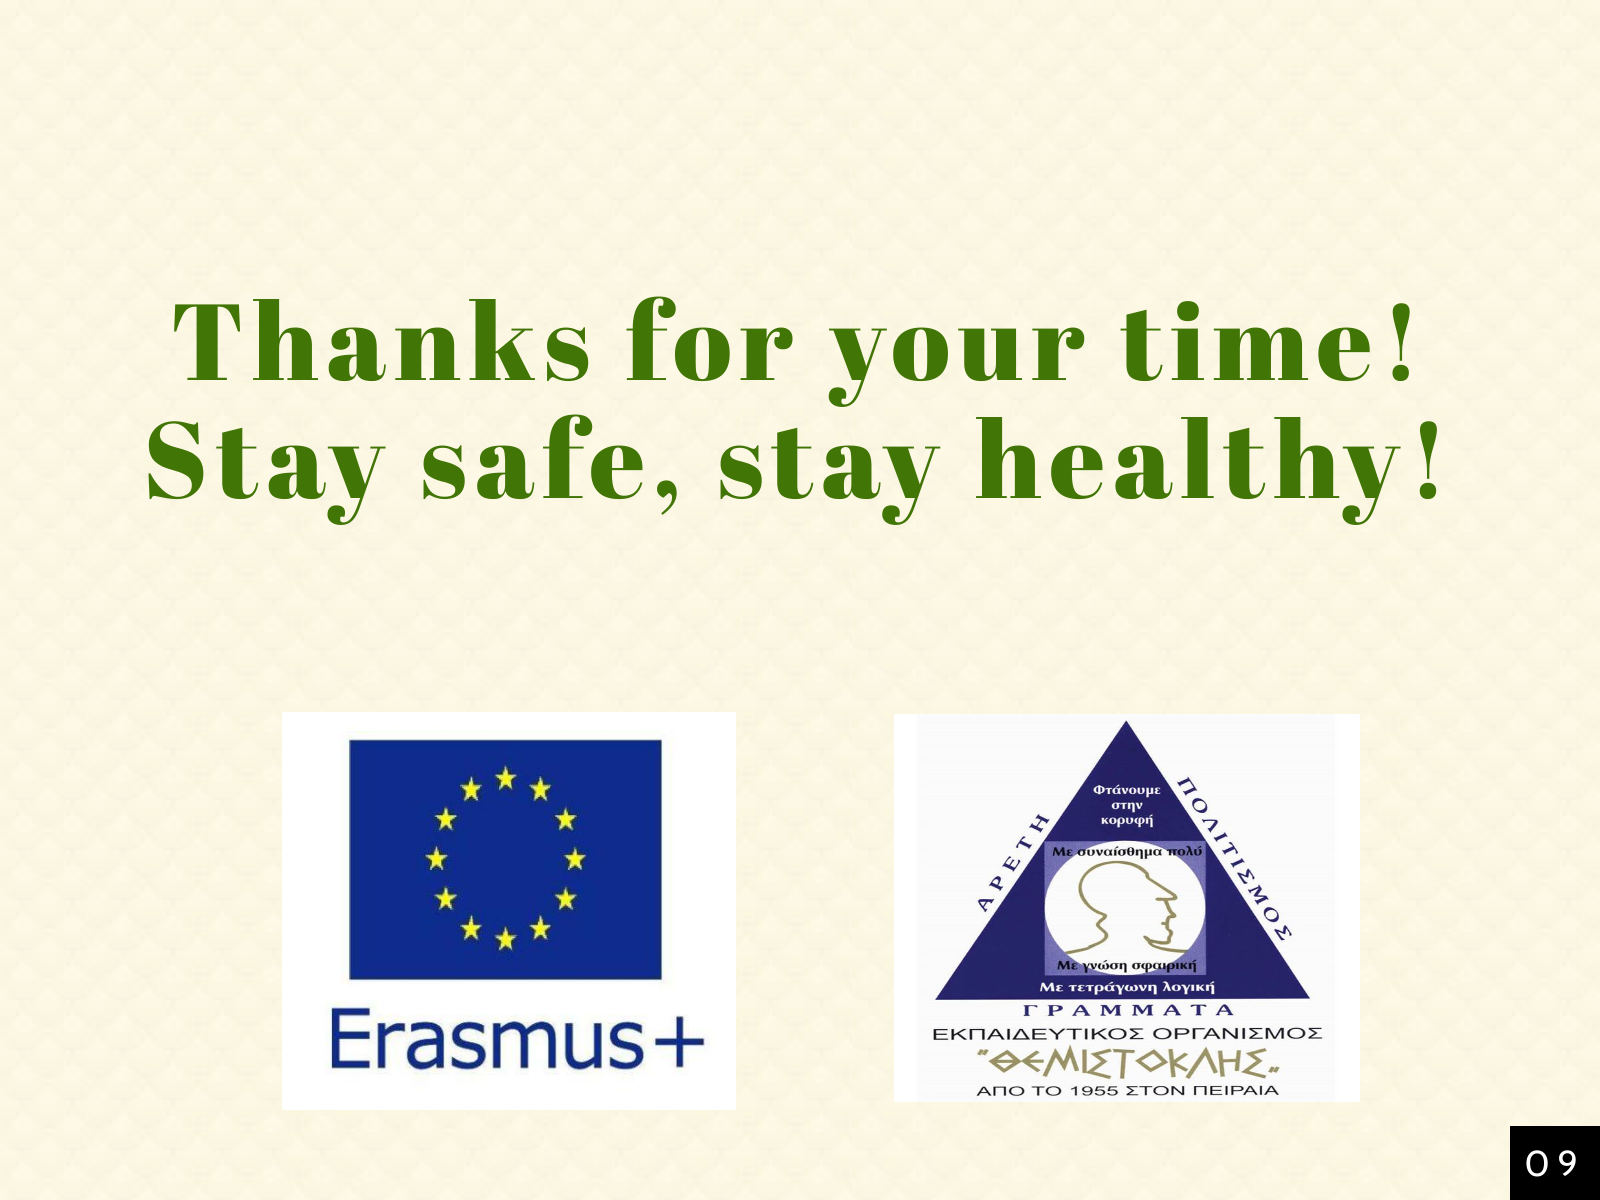 Thanks for your time!
Stay safe, stay healthy!
Erasmus+
Φτάνουμε
στην
κορυφή
ΑΡΕΤΗ
ΠΟΛΙΤΙΣΜΟΣ
Με συναίσθημα πολύ
Με γνώση σφαιρική
Με τετράγωνη λογική
ΓΡΑΜΜΑΤΑ
ΕΚΠΑΙΔΕΥΤΙΚΟΣ ΟΡΓΑΝΙΣΜΟΣ
"ΘΕΜΙΣΤΟΚΛΗΣ"
ΑΠΟ ΤΟ 1955 ΣΤΟΝ ΠΕΙΡΑΙΑ
09